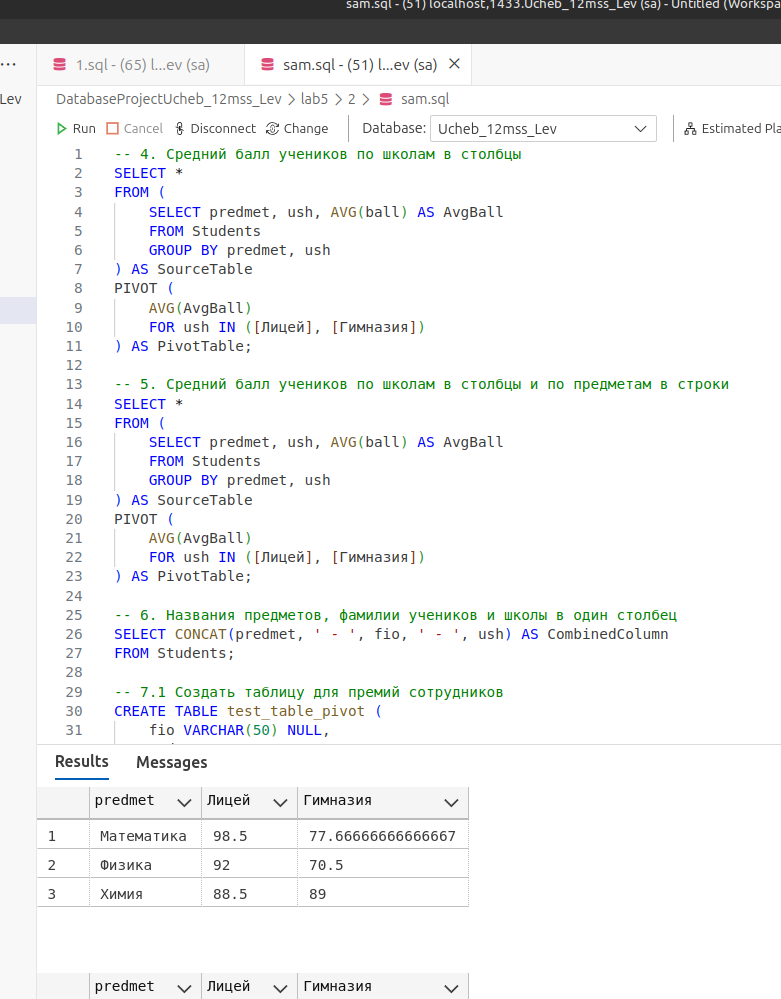 sam.sql - (51) localhost,1433.Ucheb_12mss_Lev (sa) - Untitled (Workspa
1.sql - (65) l...ev (sa)
sam.sql - (51) l...ev (sa)
Lev
DatabaseProjectUcheb_12mss_Lev > lab5 > 2 > sam.sql
Run Cancel Disconnect Change Database: Ucheb_12mss_Lev Estimated Pla
1 -- 4. Средний балл учеников по школам в столбцы
2 SELECT *
3 FROM (
4 SELECT predmet, ush, AVG(ball) AS AvgBall
5 FROM Students
6 GROUP BY predmet, ush
7 ) AS SourceTable
8 PIVOT (
9 AVG(AvgBall)
10 FOR ush IN ([Лицей], [Гимназия])
11 ) AS PivotTable;
12
13 -- 5. Средний балл учеников по школам в столбцы и по предметам в строки
14 SELECT *
15 FROM (
16 SELECT predmet, ush, AVG(ball) AS AvgBall
17 FROM Students
18 GROUP BY predmet, ush
19 ) AS SourceTable
20 PIVOT (
21 AVG(AvgBall)
22 FOR ush IN ([Лицей], [Гимназия])
23 ) AS PivotTable;
24
25 -- 6. Названия предметов, фамилии учеников и школы в один столбец
26 SELECT CONCAT(predmet, ' - ', fio, ' - ', ush) AS CombinedColumn
27 FROM Students;
28
29 -- 7.1 Создать таблицу для премий сотрудников
30 CREATE TABLE test_table_pivot (
31 fio VARCHAR(50) NULL,
Results Messages
predmet Лицей Гимназия
1 Математика 98.5 77.66666666666667
2 Физика 92 70.5
3 Химия 88.5 89
predmet Лицей Гимназия